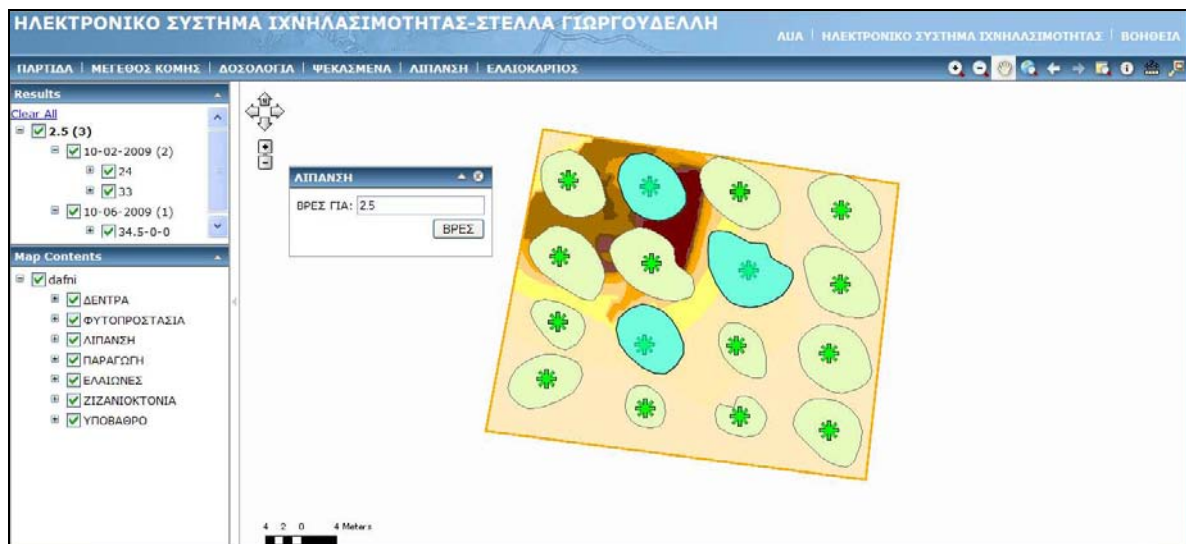 ΗΛΕΚΤΡΟΝΙΚΟ ΣΥΣΤΗΜΑ ΙΧΝΗΛΑΣΙΜΟΤΗΤΑΣ-ΣΤΕΛΛΑ ΓΙΩΡΓΟΥΔΕΛΛΗ
AUA | ΗΛΕΚΤΡΟΝΙΚΟ ΣΥΣΤΗΜΑ ΙΧΝΗΛΑΣΙΜΟΤΗΤΑΣ | ΒΟΗΘΕΙΑ
ΠΑΡΤΙΔΑ | ΜΕΓΕΘΟΣ ΚΟΜΗΣ | ΔΟΣΟΛΟΓΙΑ | ΨΕΚΑΣΜΕΝΑ | ΛΙΠΑΝΣΗ | ΕΛΑΙΟΚΑΡΠΟΣ
Results
Clear All
2.5 (3)
10-02-2009 (2)
24
33
10-06-2009 (1)
34.5-0-0
Map Contents
dafni
ΔΕΝΤΡΑ
ΦΥΤΟΠΡΟΣΤΑΣΙΑ
ΛΙΠΑΝΣΗ
ΠΑΡΑΓΩΓΗ
ΕΛΑΙΩΝΕΣ
ΖΙΖΑΝΙΟΚΤΟΝΙΑ
ΥΠΟΒΑΘΡΟ
ΛΙΠΑΝΣΗ
ΒΡΕΣ ΓΙΑ: 2.5
ΒΡΕΣ
4 2 0 4 Meters